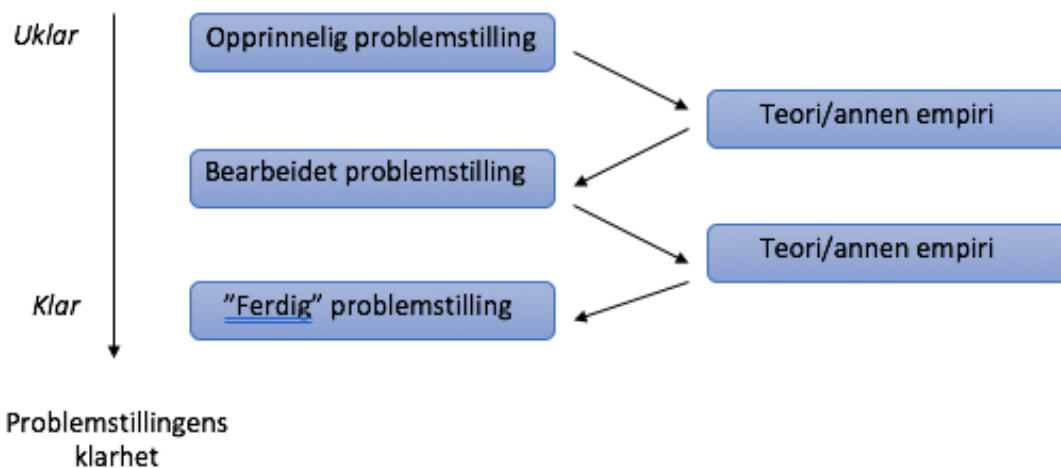 Uklar
Opprinnelig problemstilling
Teori/annen empiri
Bearbeidet problemstilling
Teori/annen empiri
Klar
”Ferdig” problemstilling
Problemstillingens
klarhet